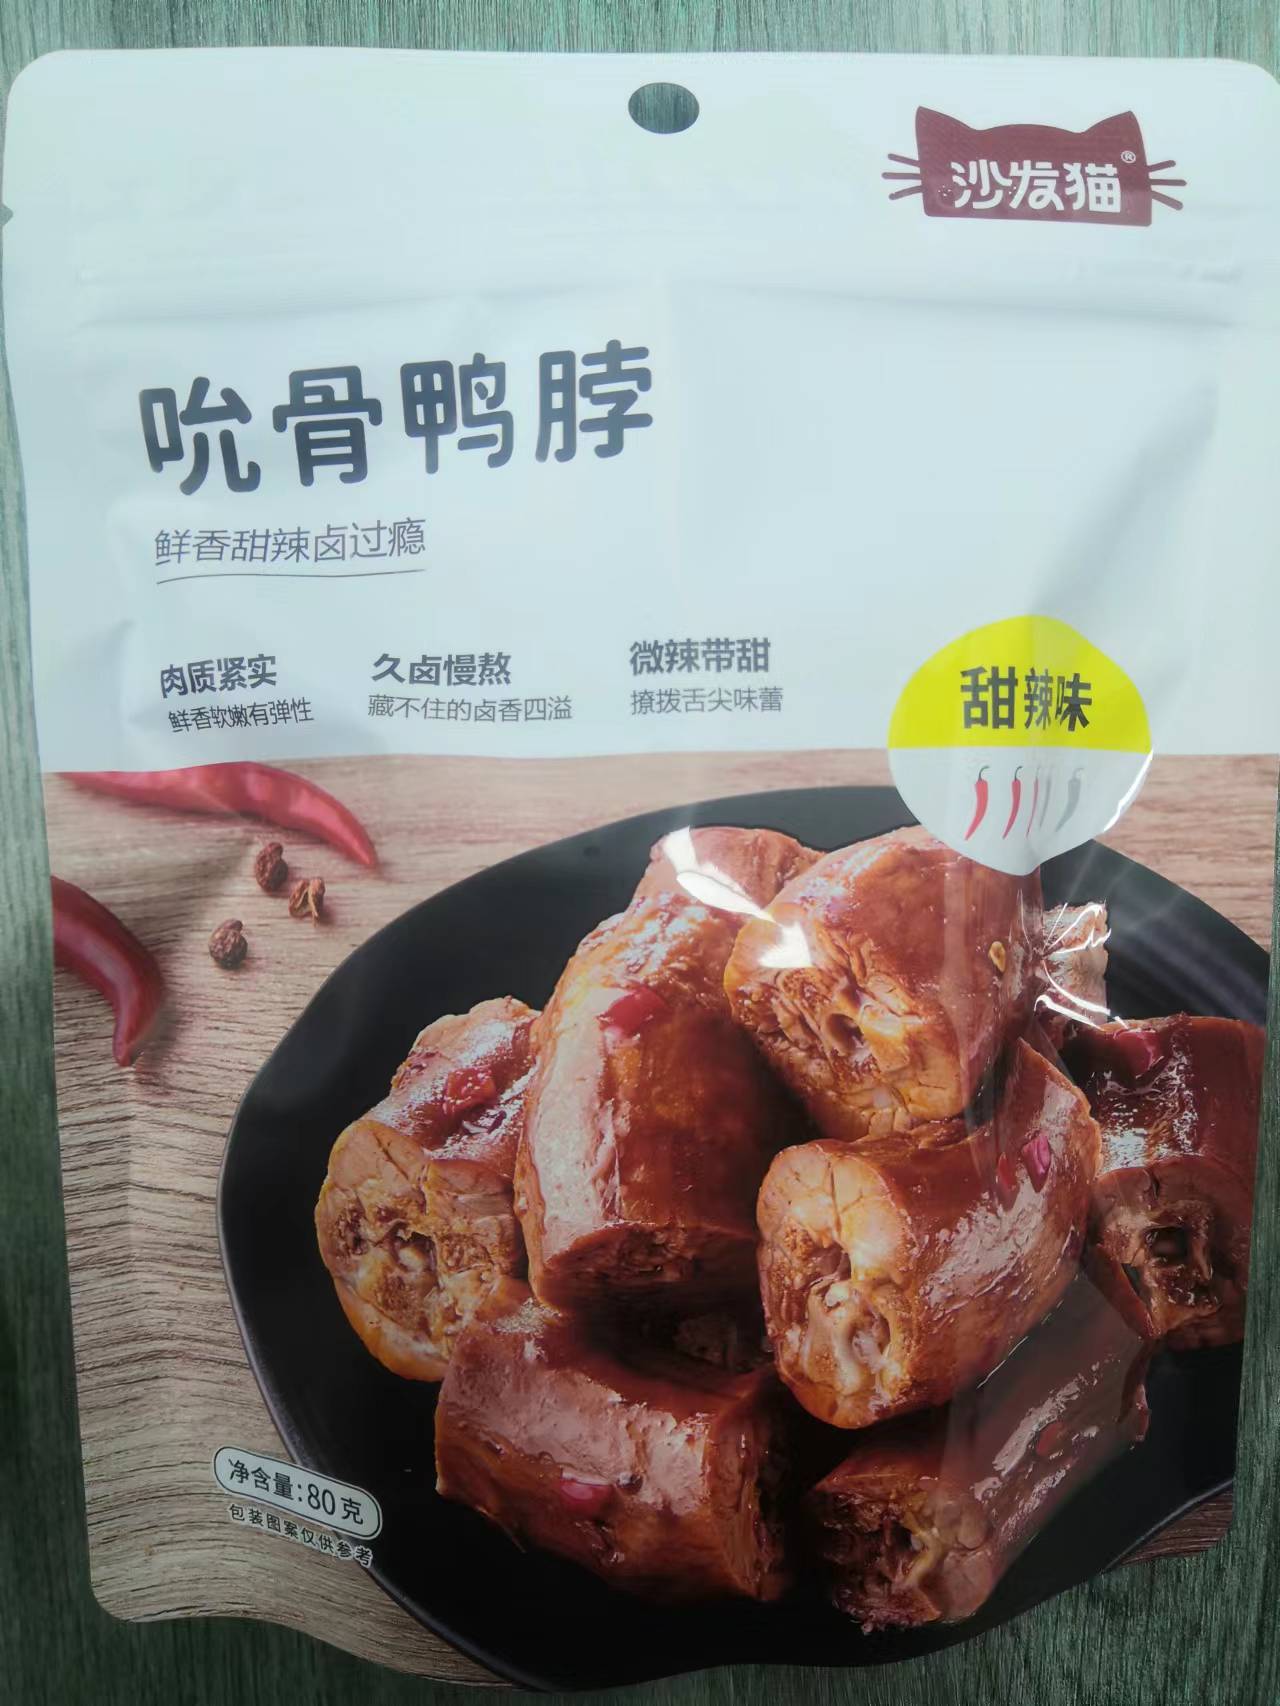 沙发猫®
吮骨鸭脖
鲜香甜辣卤过瘾
肉质紧实
鲜香软嫩有弹性
久卤慢熬
藏不住的卤香四溢
微辣带甜
撩拨舌尖味蕾
甜辣味
净含量:80克
包装图案仅供参考